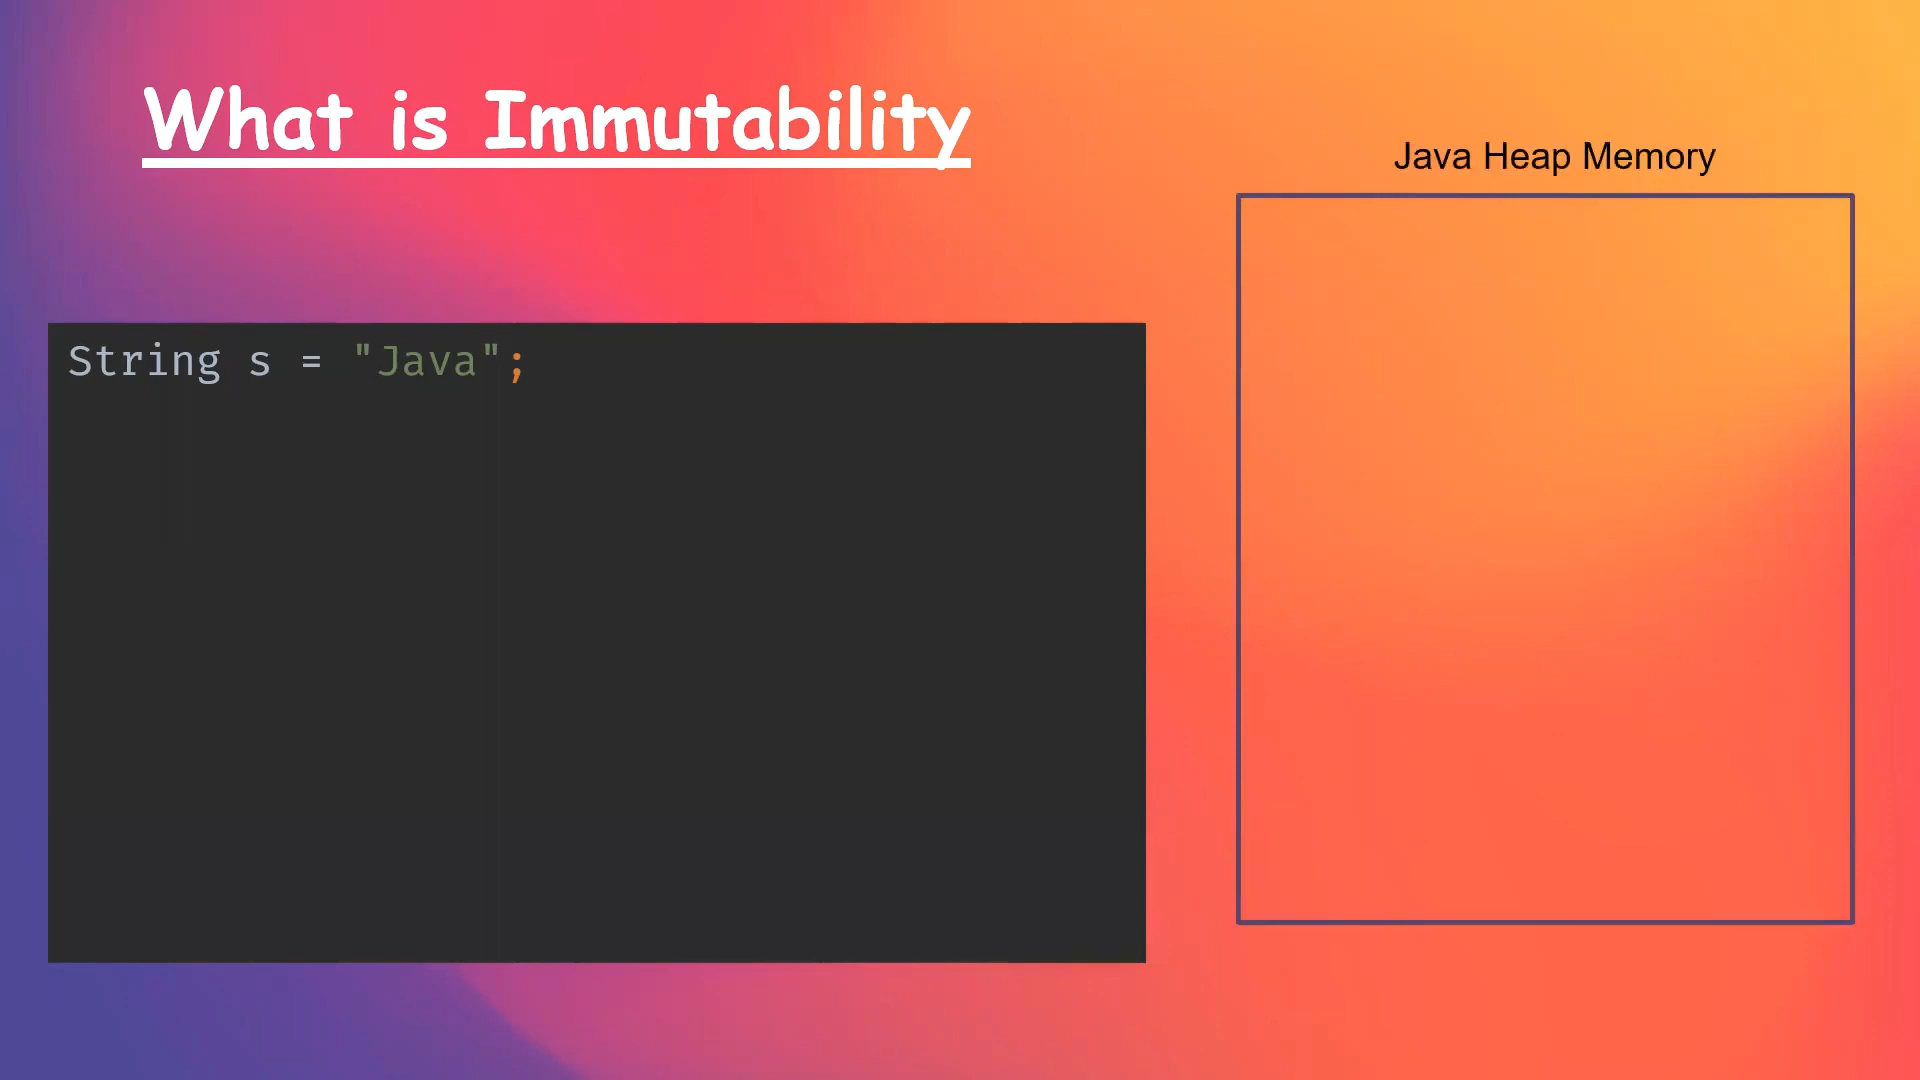 What is Immutability
Java Heap Memory
String s = "Java";